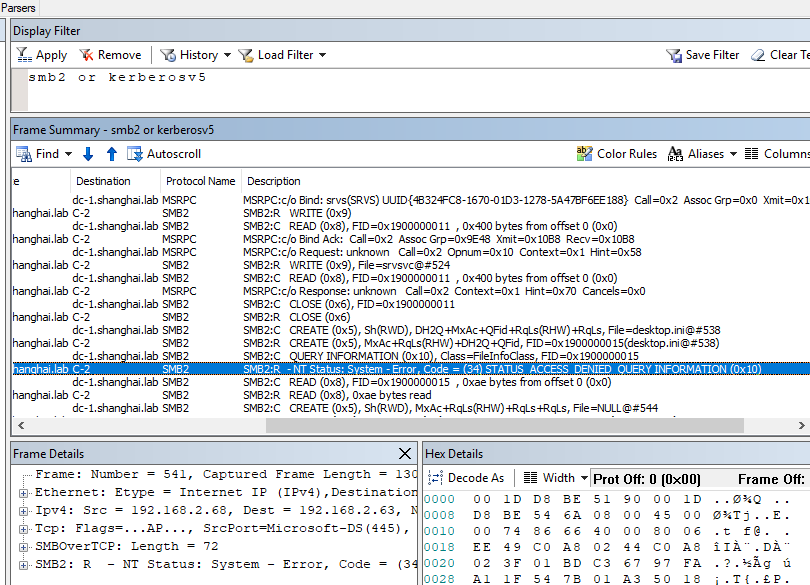 Parsers
Display Filter
Apply Remove History Load Filter Save Filter Clear Te
smb2 or kerberosv5
Frame Summary - smb2 or kerberosv5
Find Autoscroll Color Rules Aliases Columns
e Destination Protocol Name Description
dc-1.shanghai.lab MSRPC MSRPC:c/o Bind: srvs(SRVS) UUID{4B324FC8-1670-01D3-1278-5A47BF6EE188} Call=0x2 Assoc Grp=0x0 Xmit=0x1
hanghai.lab C-2 SMB2 SMB2:R WRITE (0x9)
dc-1.shanghai.lab SMB2 SMB2:C READ (0x8), FID=0x1900000011 , 0x400 bytes from offset 0 (0x0)
hanghai.lab C-2 MSRPC MSRPC:c/o Bind Ack: Call=0x2 Assoc Grp=0x9E48 Xmit=0x10B8 Recv=0x10B8
dc-1.shanghai.lab MSRPC MSRPC:c/o Request: unknown Call=0x2 Opnum=0x10 Context=0x1 Hint=0x58
hanghai.lab C-2 SMB2 SMB2:R WRITE (0x9), File=srvsvc@#524
dc-1.shanghai.lab SMB2 SMB2:C READ (0x8), FID=0x1900000011 , 0x400 bytes from offset 0 (0x0)
hanghai.lab C-2 MSRPC MSRPC:c/o Response: unknown Call=0x2 Context=0x1 Hint=0x70 Cancels=0x0
dc-1.shanghai.lab SMB2 SMB2:C CLOSE (0x6), FID=0x1900000011
hanghai.lab C-2 SMB2 SMB2:R CLOSE (0x6)
dc-1.shanghai.lab SMB2 SMB2:C CREATE (0x5), Sh(RWD), DH2Q+MxAc+QFid+RqLs(RHW)+RqLs, File=desktop.ini@#538
hanghai.lab C-2 SMB2 SMB2:R CREATE (0x5), MxAc+RqLs(RHW)+DH2Q+QFid, FID=0x1900000015(desktop.ini@#538)
dc-1.shanghai.lab SMB2 SMB2:C QUERY INFORMATION (0x10), Class=FileInfoClass, FID=0x1900000015
hanghai.lab C-2 SMB2 SMB2:R - NT Status: System - Error, Code = (34) STATUS_ACCESS_DENIED QUERY INFORMATION (0x10)
dc-1.shanghai.lab SMB2 SMB2:C READ (0x8), FID=0x1900000015 , 0xae bytes from offset 0 (0x0)
hanghai.lab C-2 SMB2 SMB2:R READ (0x8), 0xae bytes read
dc-1.shanghai.lab SMB2 SMB2:C CREATE (0x5), Sh(RWD), MxAc+RqLs(RHW)+RqLs+RqLs, File=NULL@#544
Frame Details
Frame: Number = 541, Captured Frame Length = 130
Ethernet: Etype = Internet IP (IPv4),Destination
Ipv4: Src = 192.168.2.68, Dest = 192.168.2.63, N
Tcp: Flags=...AP..., SrcPort=Microsoft-DS(445),
SMBOverTCP: Length = 72
SMB2: R - NT Status: System - Error, Code = (34
Hex Details
Decode As Width Prot Off: 0 (0x00) Frame Off:
0000 00 1D D8 BE 51 90 00 1D ..Ø¾Q ..
0008 D8 BE 54 6A 08 00 45 00 Ø¾Tj..E.
0010 00 74 86 66 40 00 80 06 .t f@. .
0018 EE 49 C0 A8 02 44 C0 A8 îIÀ¨.DÀ¨
0020 02 3F 01 BD C3 67 97 FA .?.½Ãg ú
0028 A1 1F 54 7B 01 A3 50 18 ¡.T{.£P.